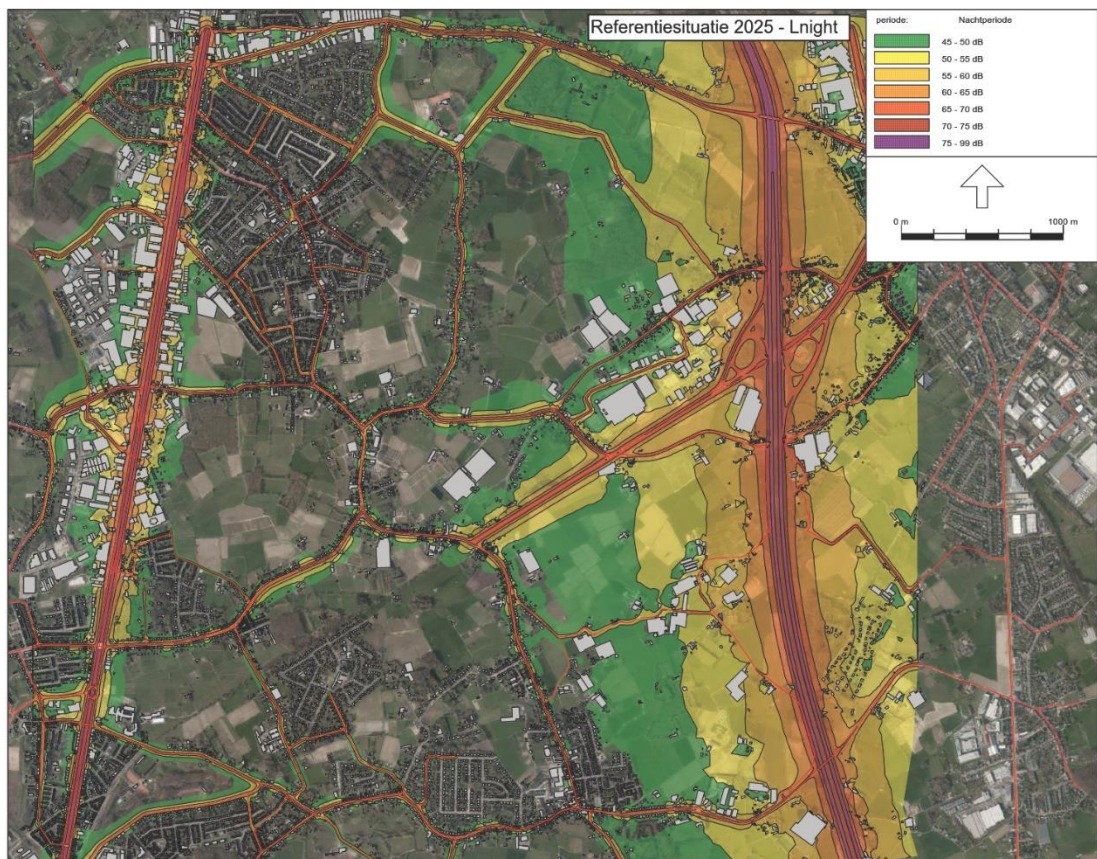 Referentiesituatie 2025 - Lnight
periode: Nachtperiode
45 - 50 dB
50 - 55 dB
55 - 60 dB
60 - 65 dB
65 - 70 dB
70 - 75 dB
75 - 99 dB
0 m 1000 m